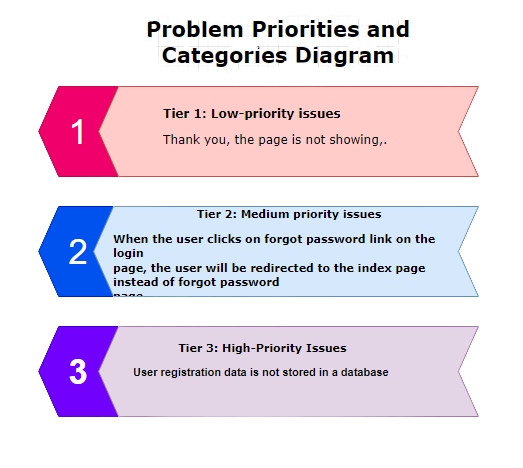 Problem Priorities and
Categories Diagram
1
Tier 1: Low-priority issues
Thank you, the page is not showing,.
2
Tier 2: Medium priority issues
When the user clicks on forgot password link on the
login
page, the user will be redirected to the index page
instead of forgot password
page
3
Tier 3: High-Priority Issues
User registration data is not stored in a database